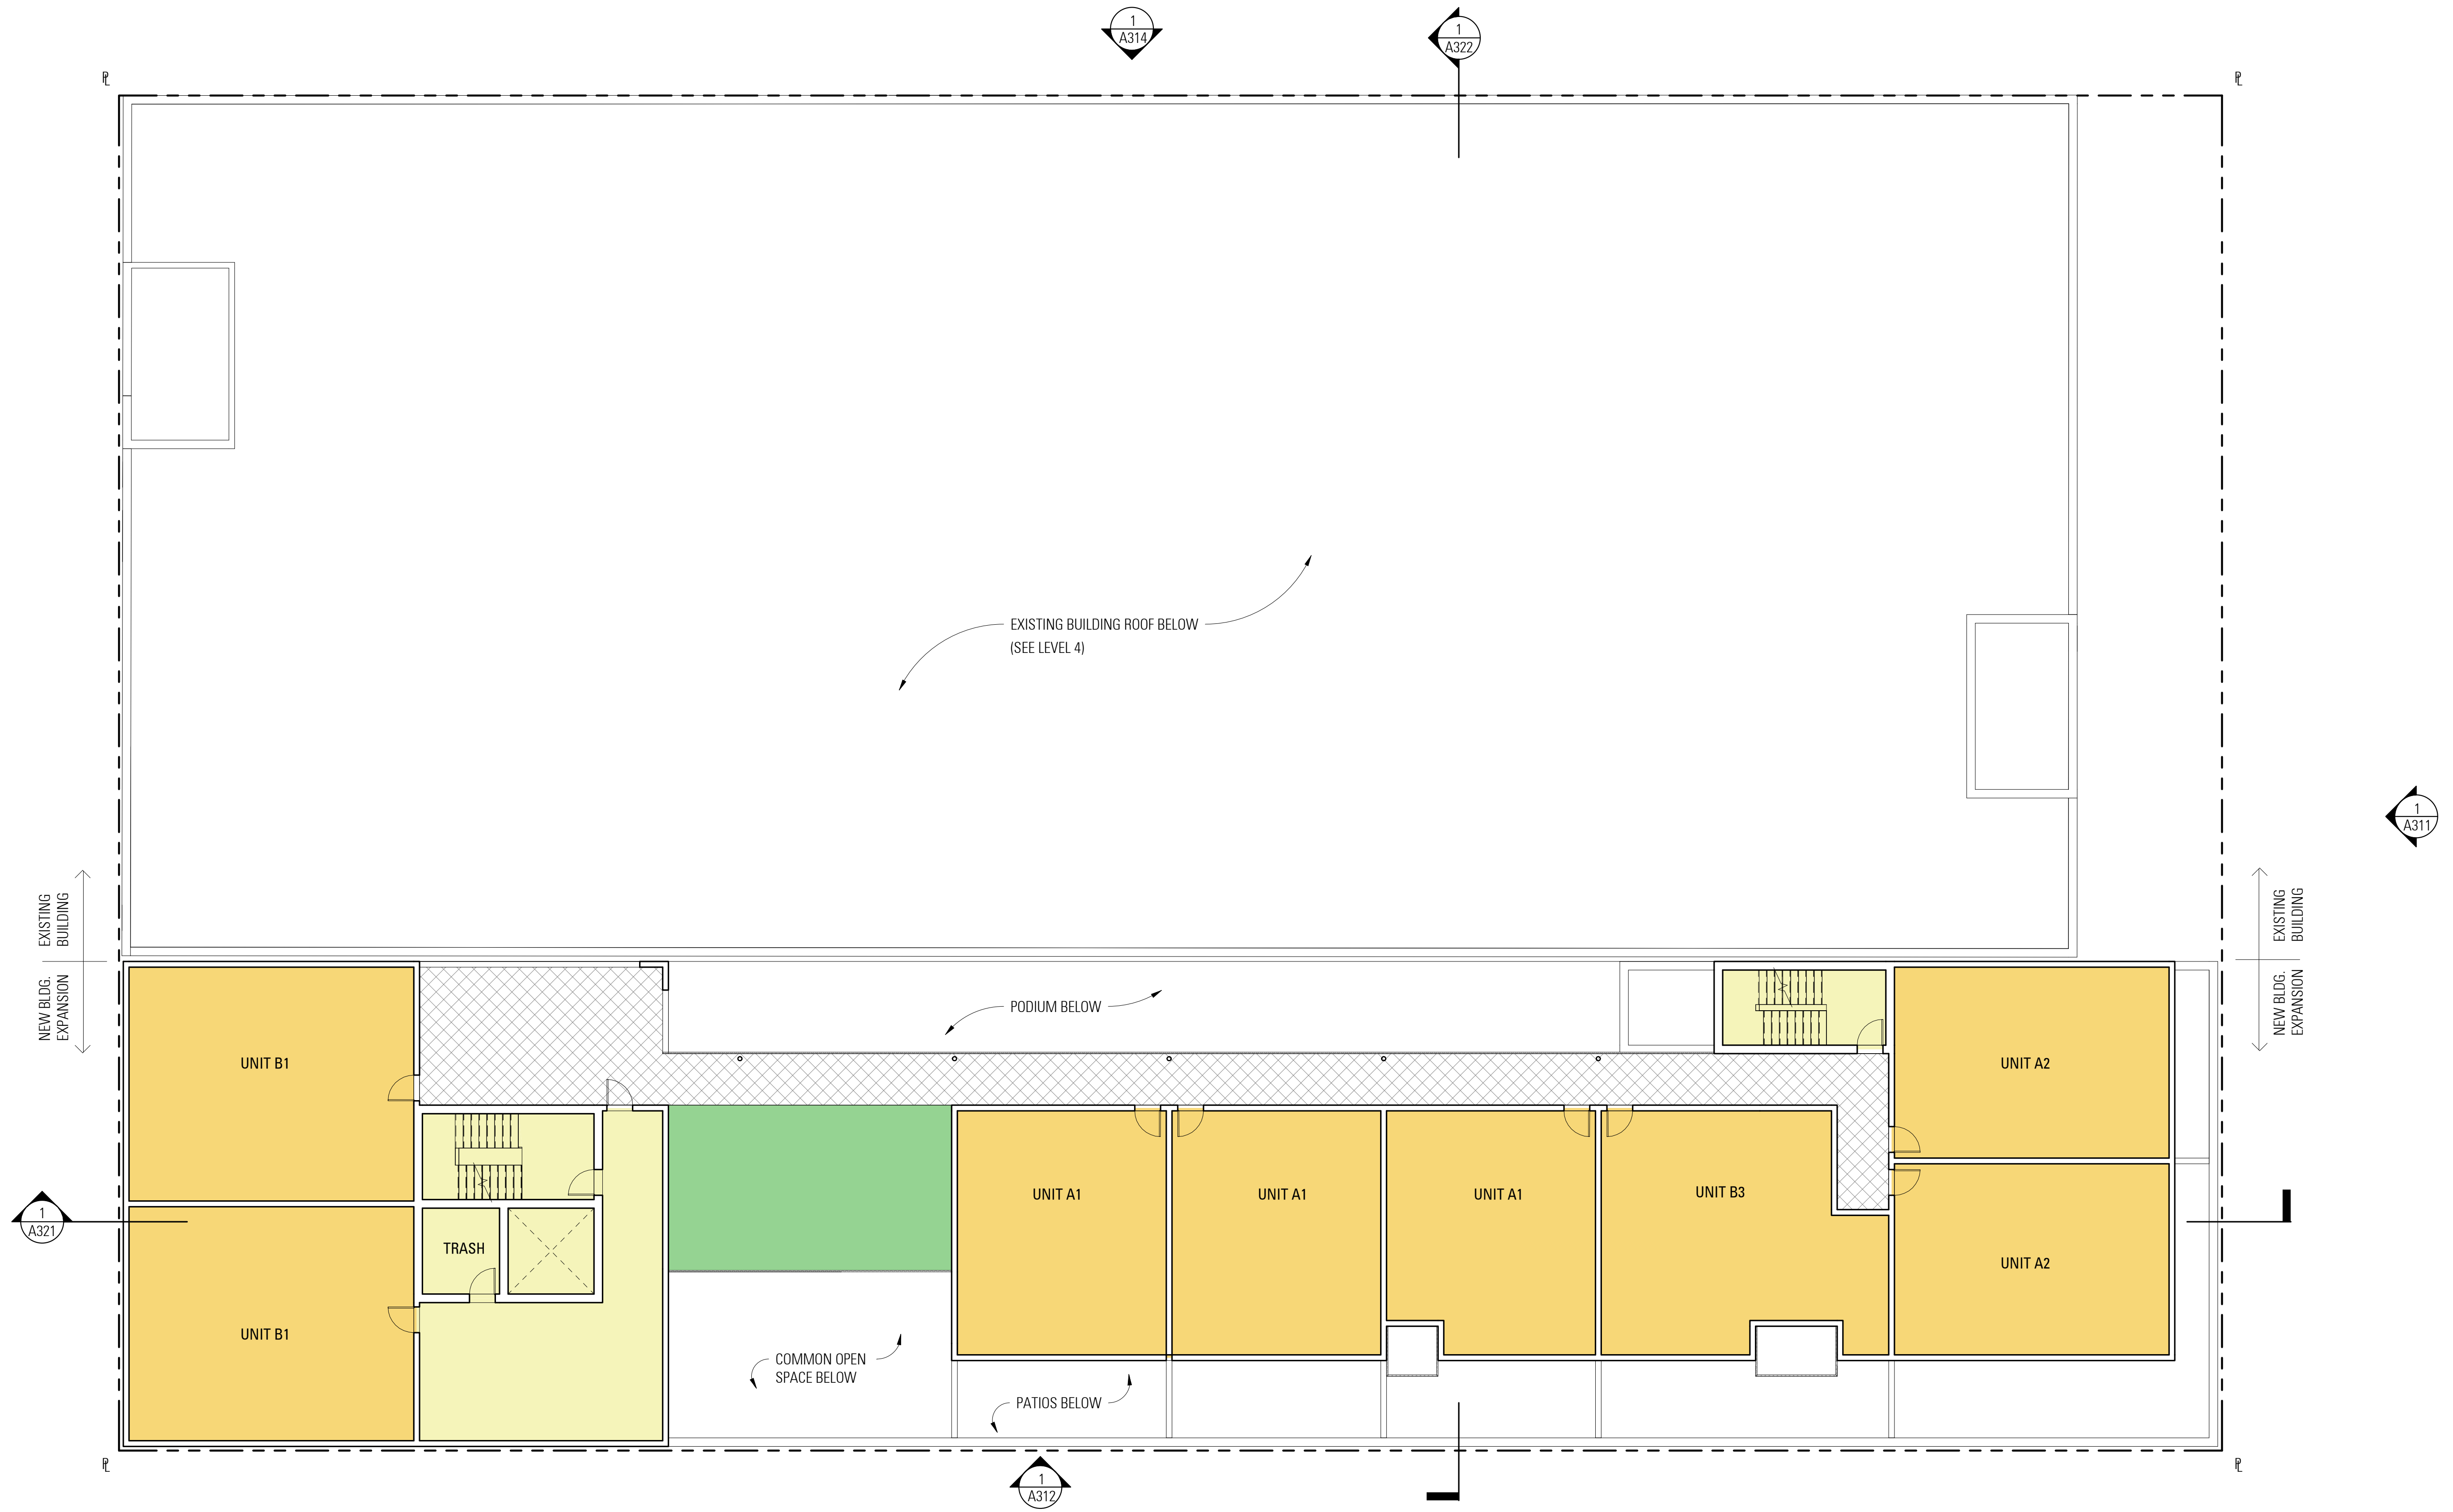 1
A314
1
A322
PL
PL
EXISTING BUILDING ROOF BELOW
(SEE LEVEL 4)
1
A311
EXISTING
BUILDING
NEW BLDG.
EXPANSION
EXISTING
BUILDING
NEW BLDG.
EXPANSION
PODIUM BELOW
UNIT B1
UNIT A2
UNIT A1
UNIT A1
UNIT A1
UNIT B3
1
A321
TRASH
UNIT A2
UNIT B1
COMMON OPEN
SPACE BELOW
PATIOS BELOW
PL
PL
1
A312